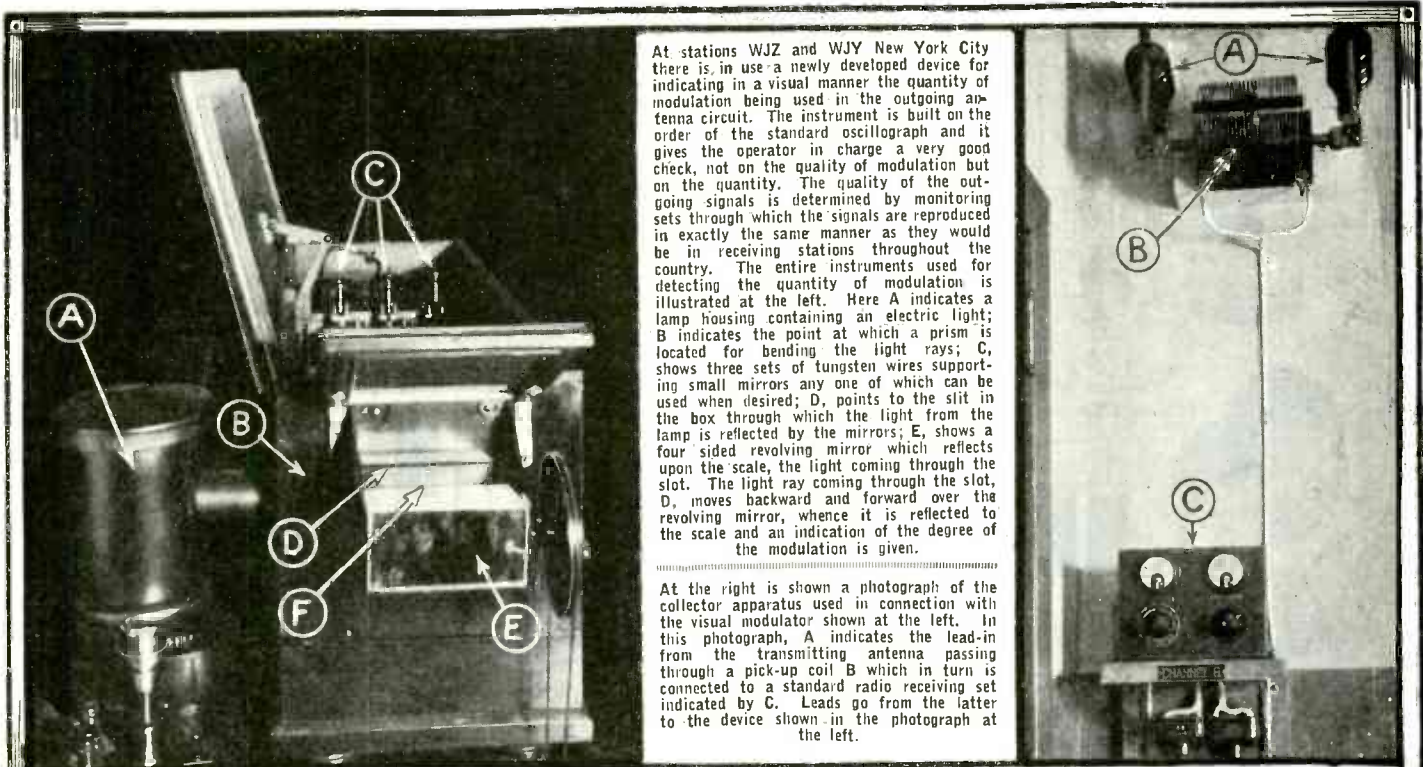 A
B
C
D
F
E
At stations WJZ and WJY New York City
there is in use a newly developed device for
indicating in a visual manner the quantity of
modulation being used in the outgoing an-
tenna circuit. The instrument is built on the
order of the standard oscillograph and it
gives the operator in charge a very good
check, not on the quality of modulation but
on the quantity. The quality of the out-
going signals is determined by monitoring
sets through which the signals are reproduced
in exactly the same manner as they would
be in receiving stations throughout the
country. The entire instruments used for
detecting the quantity of modulation is
illustrated at the left. Here A indicates a
lamp housing containing an electric light;
B indicates the point at which a prism is
located for bending the light rays; C,
shows three sets of tungsten wires support-
ing small mirrors any one of which can be
used when desired; D, points to the slit in
the box through which the light from the
lamp is reflected by the mirrors; E, shows a
four sided revolving mirror which reflects
upon the scale, the light coming through the
slot. The light ray coming through the slot,
D, moves backward and forward over the
revolving mirror, whence it is reflected to
the scale and an indication of the degree of
the modulation is given.
At the right is shown a photograph of the
collector apparatus used in connection with
the visual modulator shown at the left. In
this photograph, A indicates the lead-in
from the transmitting antenna passing
through a pick-up coil B which in turn is
connected to a standard radio receiving set
indicated by C. Leads go from the latter
to the device shown in the photograph at
the left.
A
B
C
CHANNEL B